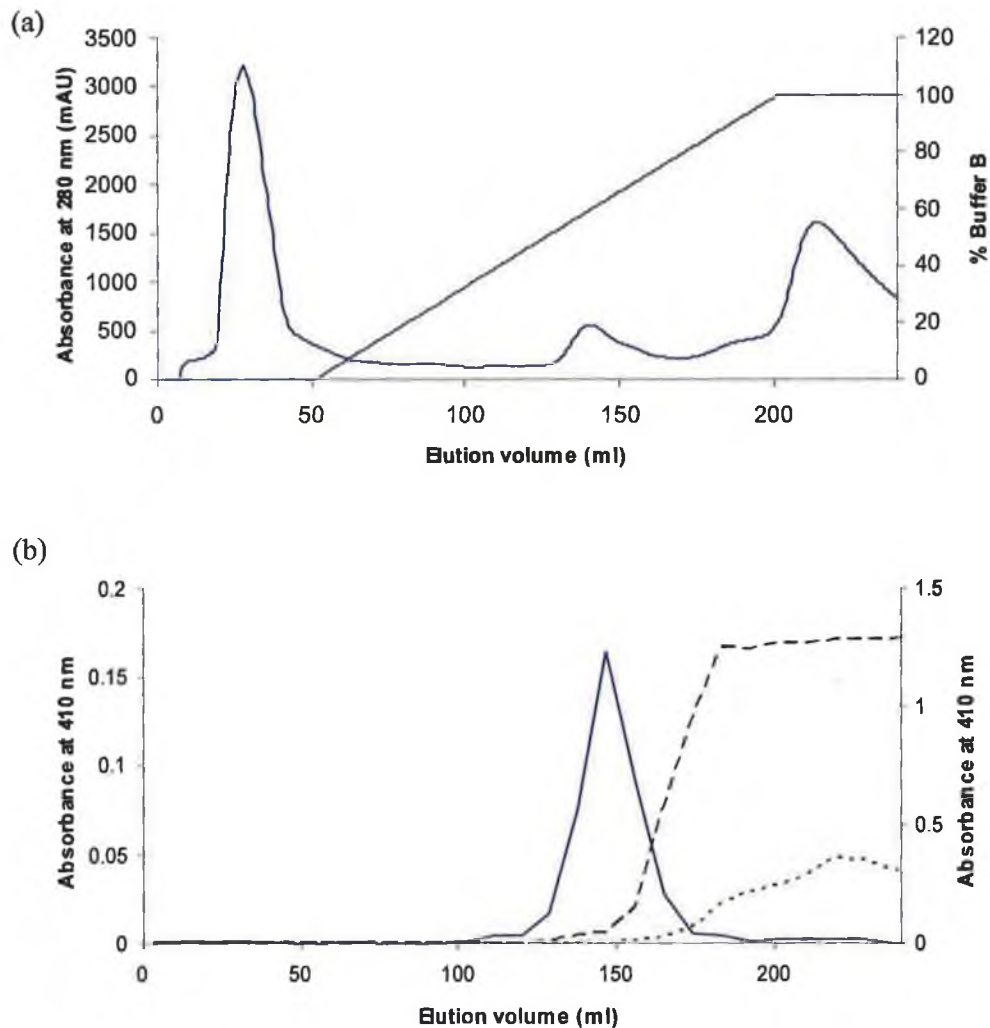 (a)
3500
3000
2500
2000
1500
1000
500
0
Absorbance at 280 nm (mAU)
120
100
80
60
40
20
0
% Buffer B
0 50 100 150 200
Elution volume (ml)
(b)
0.2
0.15
0.1
0.05
0
Absorbance at 410 nm
1.5
1
0.5
0
Absorbance at 410 nm
0 50 100 150 200
Elution volume (ml)